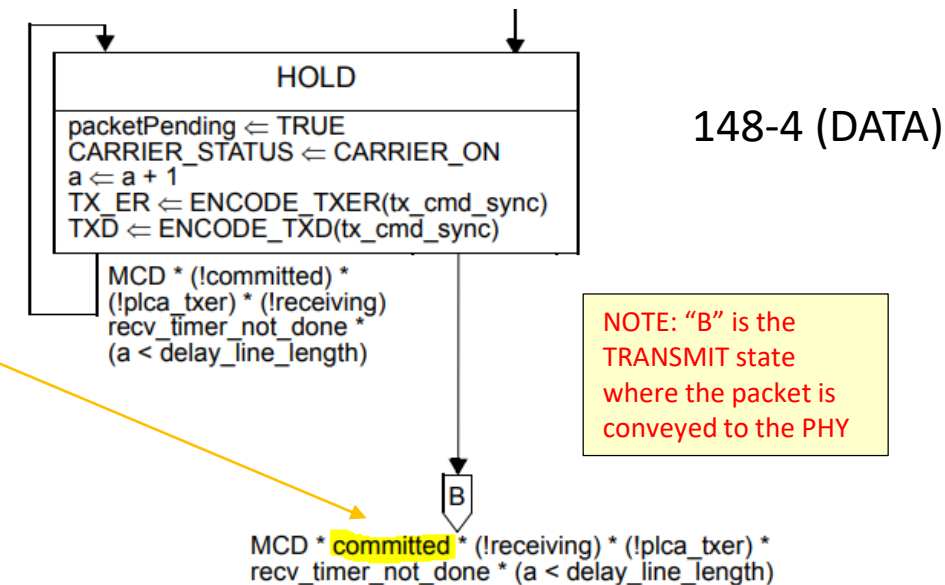 HOLD
packetPending ⇐ TRUE
CARRIER_STATUS ⇐ CARRIER_ON
a ⇐ a + 1
TX_ER ⇐ ENCODE_TXER(tx_cmd_sync)
TXD ⇐ ENCODE_TXD(tx_cmd_sync)
148-4 (DATA)
MCD * (!committed) *
(!plca_txer) * (!receiving)
recv_timer_not_done *
(a < delay_line_length)
NOTE: “B” is the
TRANSMIT state
where the packet is
conveyed to the PHY
B
MCD * committed * (!receiving) * (!plca_txer) *
recv_timer_not_done * (a < delay_line_length)